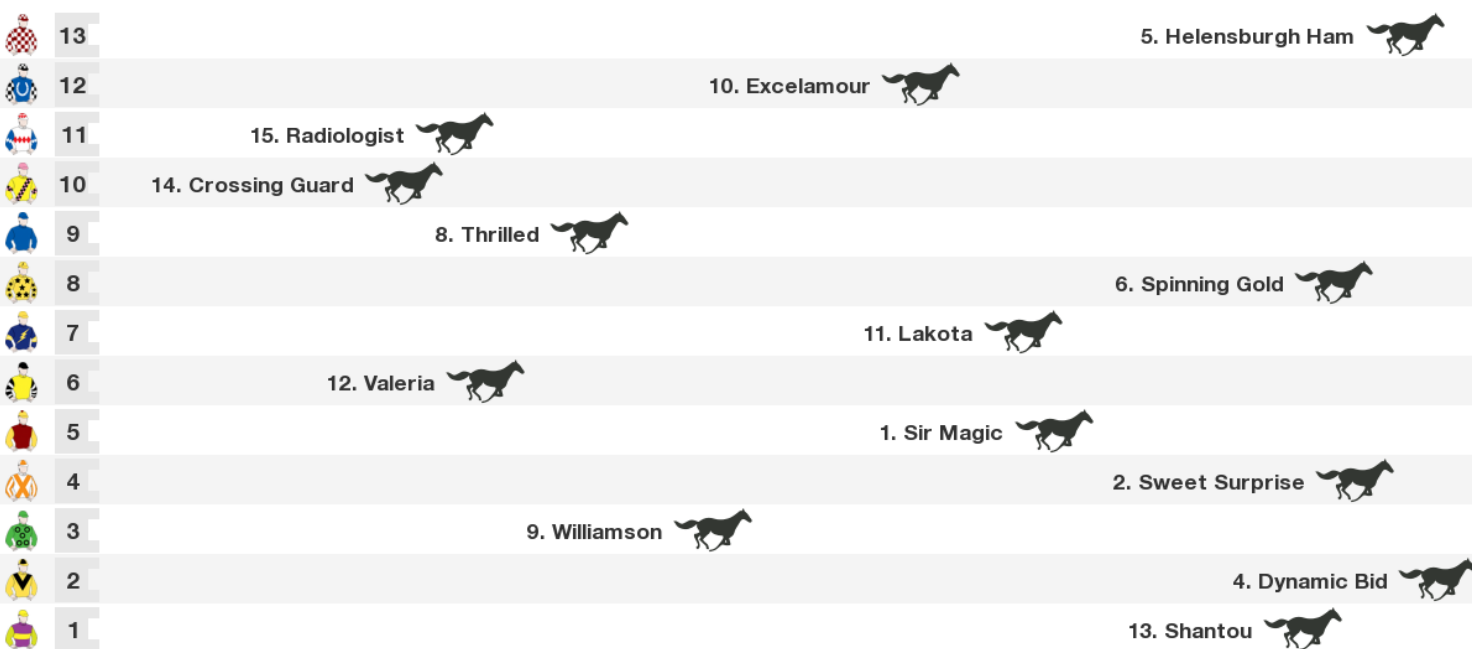 13 5. Helensburgh Ham
12 10. Excelamour
11 15. Radiologist
10 14. Crossing Guard
9 8. Thrilled
8 6. Spinning Gold
7 11. Lakota
6 12. Valeria
5 1. Sir Magic
4 2. Sweet Surprise
3 9. Williamson
2 4. Dynamic Bid
1 13. Shantou